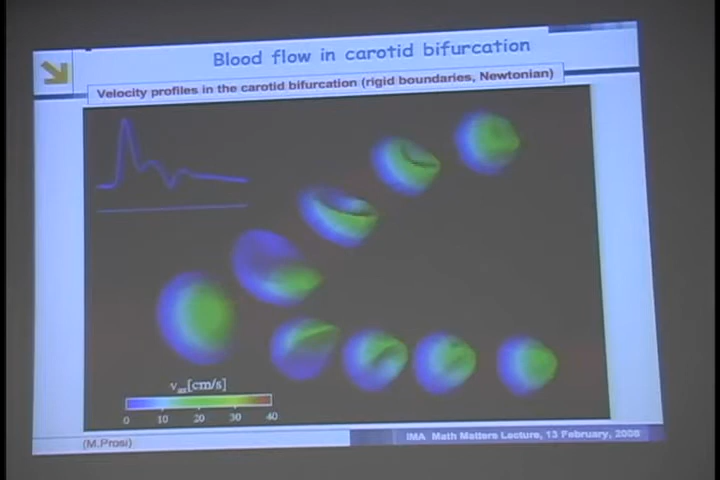 Blood flow in carotid bifurcation
Velocity profiles in the carotid bifurcation (rigid boundaries, Newtonian)
v_ax[cm/s]
0 10 20 30 40
(M.Prosi)
IMA Math Matters Lecture, 13 February, 2008